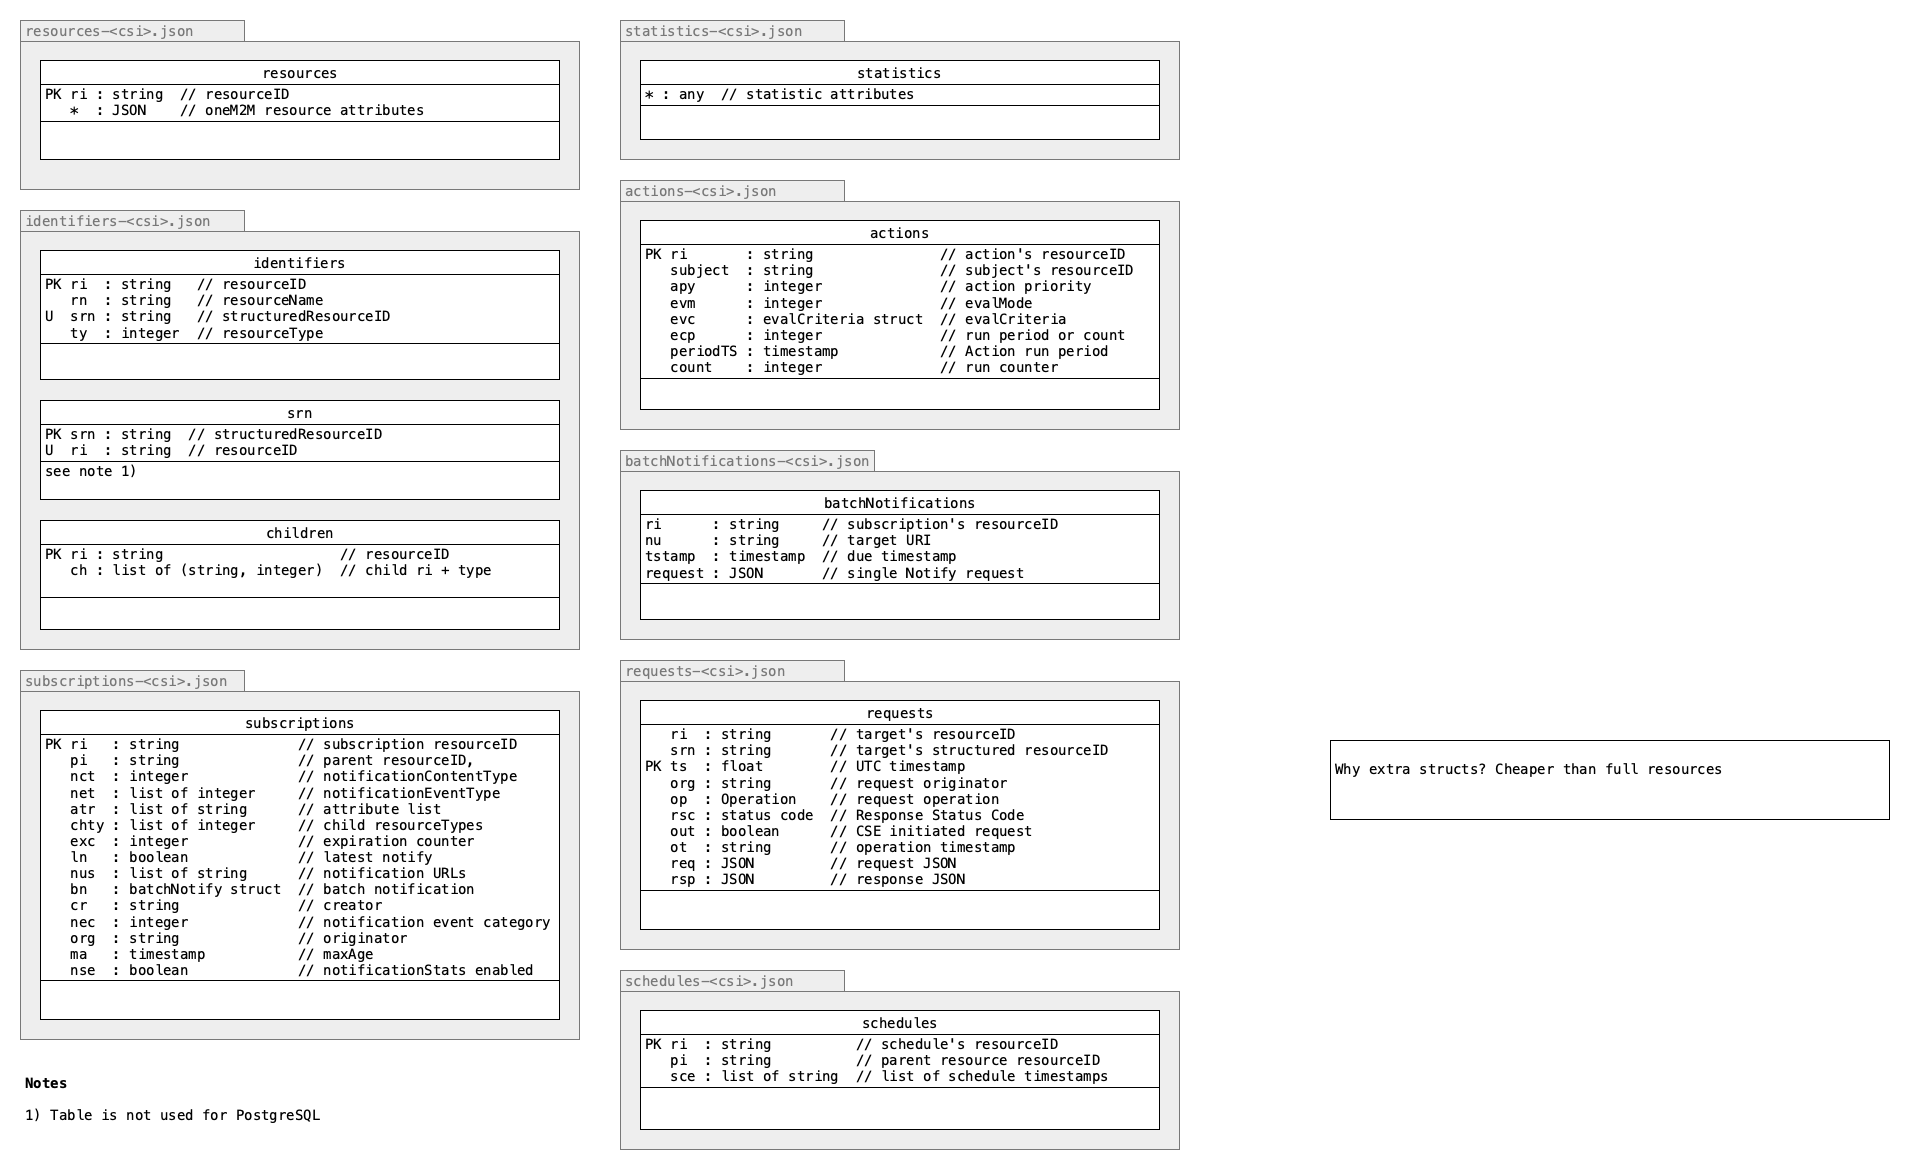 resources-<csi>.json
resources
PK ri : string  // resourceID
   *  : JSON    // oneM2M resource attributes
identifiers-<csi>.json
identifiers
PK ri  : string   // resourceID
   rn  : string   // resourceName
U  srn : string   // structuredResourceID
   ty  : integer  // resourceType
srn
PK srn : string  // structuredResourceID
U  ri  : string  // resourceID
see note 1)
children
PK ri : string                     // resourceID
   ch : list of (string, integer)  // child ri + type
subscriptions-<csi>.json
subscriptions
PK ri   : string              // subscription resourceID
   pi   : string              // parent resourceID,
   nct  : integer             // notificationContentType
   net  : list of integer     // notificationEventType
   atr  : list of string      // attribute list
   chty : list of integer     // child resourceTypes
   exc  : integer             // expiration counter
   ln   : boolean             // latest notify
   nus  : list of string      // notification URLs
   bn   : batchNotify struct  // batch notification
   cr   : string              // creator
   nec  : integer             // notification event category
   org  : string              // originator
   ma   : timestamp           // maxAge
   nse  : boolean             // notificationStats enabled
Notes
1) Table is not used for PostgreSQL
statistics-<csi>.json
statistics
* : any  // statistic attributes
actions-<csi>.json
actions
PK ri       : string               // action's resourceID
   subject  : string               // subject's resourceID
   apy      : integer              // action priority
   evm      : integer              // evalMode
   evc      : evalCriteria struct  // evalCriteria
   ecp      : integer              // run period or count
   periodTS : timestamp            // Action run period
   count    : integer              // run counter
batchNotifications-<csi>.json
batchNotifications
ri      : string     // subscription's resourceID
nu      : string     // target URI
tstamp  : timestamp  // due timestamp
request : JSON       // single Notify request
requests-<csi>.json
requests
   ri  : string       // target's resourceID
   srn : string       // target's structured resourceID
PK ts  : float        // UTC timestamp
   org : string       // request originator
   op  : Operation    // request operation
   rsc : status code  // Response Status Code
   out : boolean      // CSE initiated request
   ot  : string       // operation timestamp
   req : JSON         // request JSON
   rsp : JSON         // response JSON
schedules-<csi>.json
schedules
PK ri  : string          // schedule's resourceID
   pi  : string          // parent resource resourceID
   sce : list of string  // list of schedule timestamps
Why extra structs? Cheaper than full resources